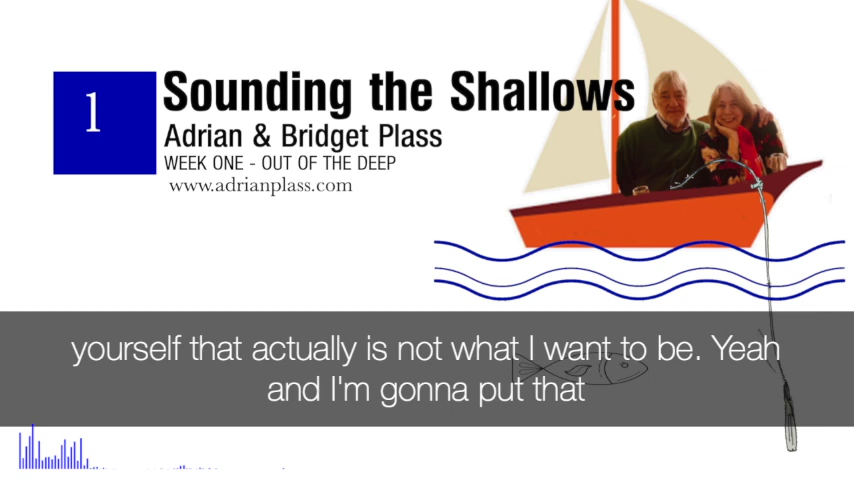 1
Sounding the Shallows
Adrian & Bridget Plass
WEEK ONE - OUT OF THE DEEP
www.adrianplass.com
yourself that actually is not what I want to be. Yeah
and I'm gonna put that